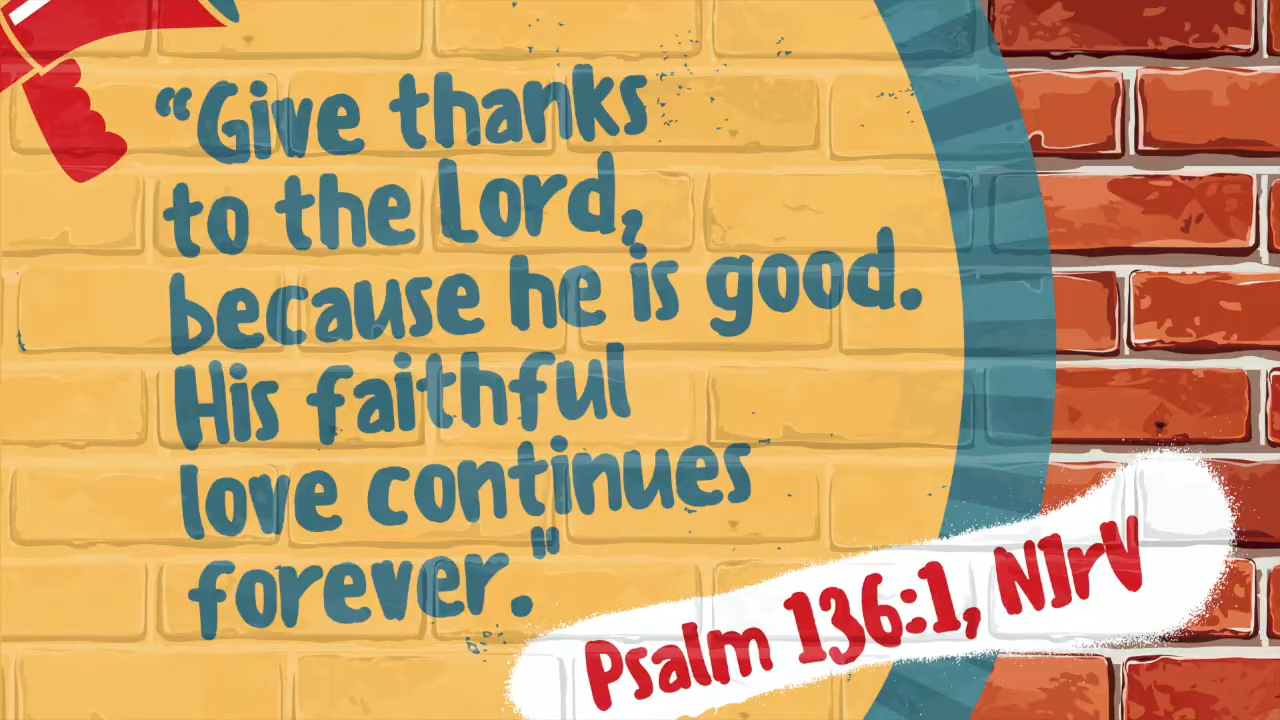 “Give thanks
to the Lord,
because he is good.
His faithful
love continues
forever."
Psalm 136:1, NIrV